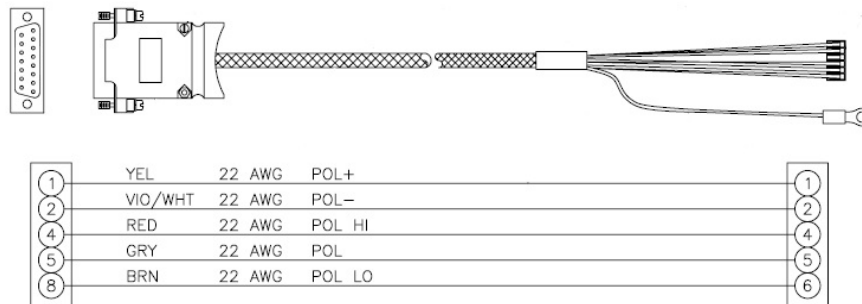 1 YEL 22 AWG POL+ 1
2 VIO/WHT 22 AWG POL− 2
4 RED 22 AWG POL HI 4
5 GRY 22 AWG POL 5
8 BRN 22 AWG POL LO 6